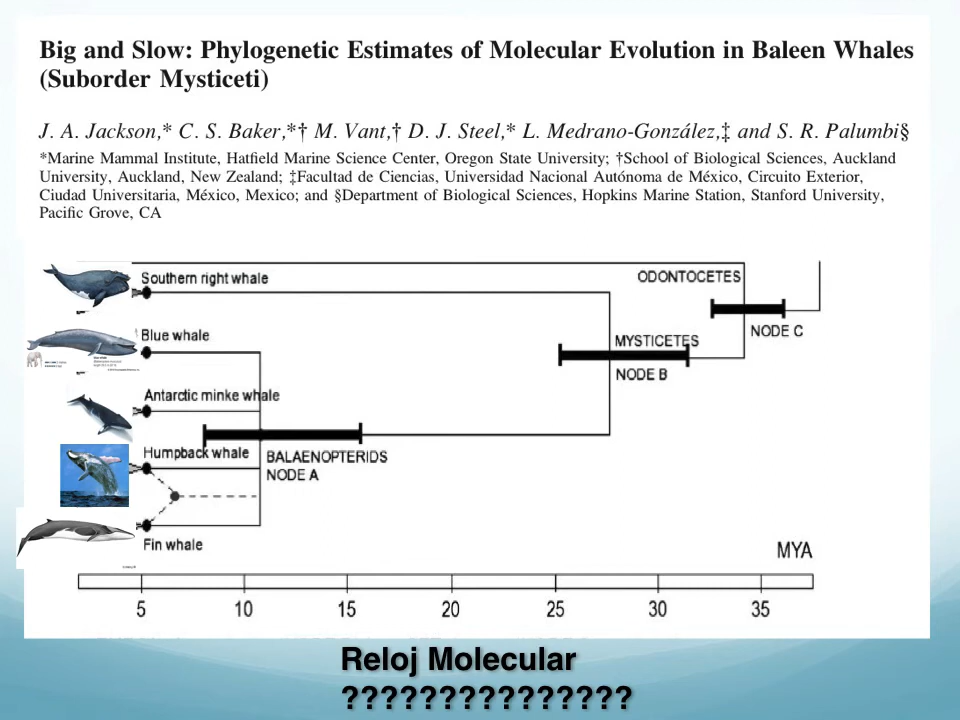 Big and Slow: Phylogenetic Estimates of Molecular Evolution in Baleen Whales
(Suborder Mysticeti)
J. A. Jackson,* C. S. Baker,*† M. Vant,† D. J. Steel,* L. Medrano-González,‡ and S. R. Palumbi§
*Marine Mammal Institute, Hatfield Marine Science Center, Oregon State University; †School of Biological Sciences, Auckland
University, Auckland, New Zealand; ‡Facultad de Ciencias, Universidad Nacional Autónoma de México, Circuito Exterior,
Ciudad Universitaria, México, Mexico; and §Department of Biological Sciences, Hopkins Marine Station, Stanford University,
Pacific Grove, CA
Southern right whale
ODONTOCETES
NODE C
Blue whale
MYSTICETES
NODE B
Antarctic minke whale
Humpback whale
BALAENOPTERIDS
NODE A
Fin whale
MYA
5 10 15 20 25 30 35
Reloj Molecular
???????????????